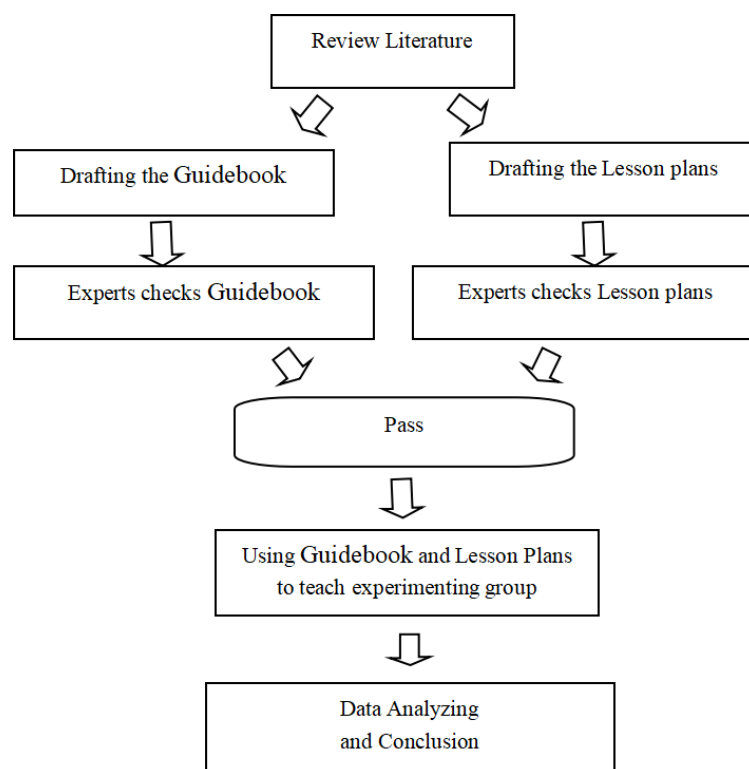 Review Literature
Drafting the Guidebook
Drafting the Lesson plans
Experts checks Guidebook
Experts checks Lesson plans
Pass
Using Guidebook and Lesson Plans
to teach experimenting group
Data Analyzing
and Conclusion